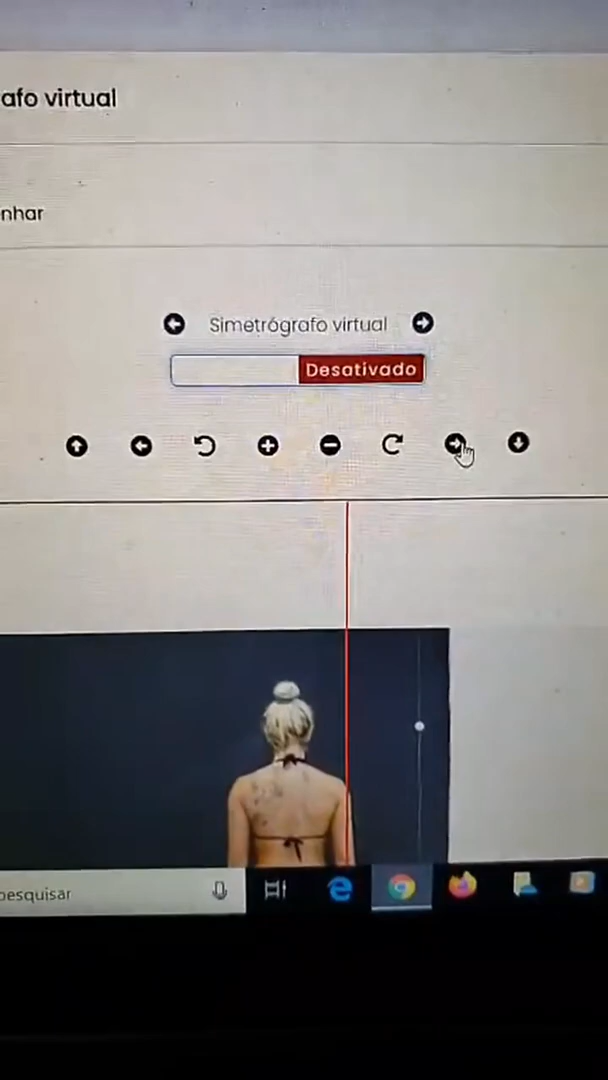 afo virtual
nhar
Simetrógrafo virtual
Desativado
pesquisar